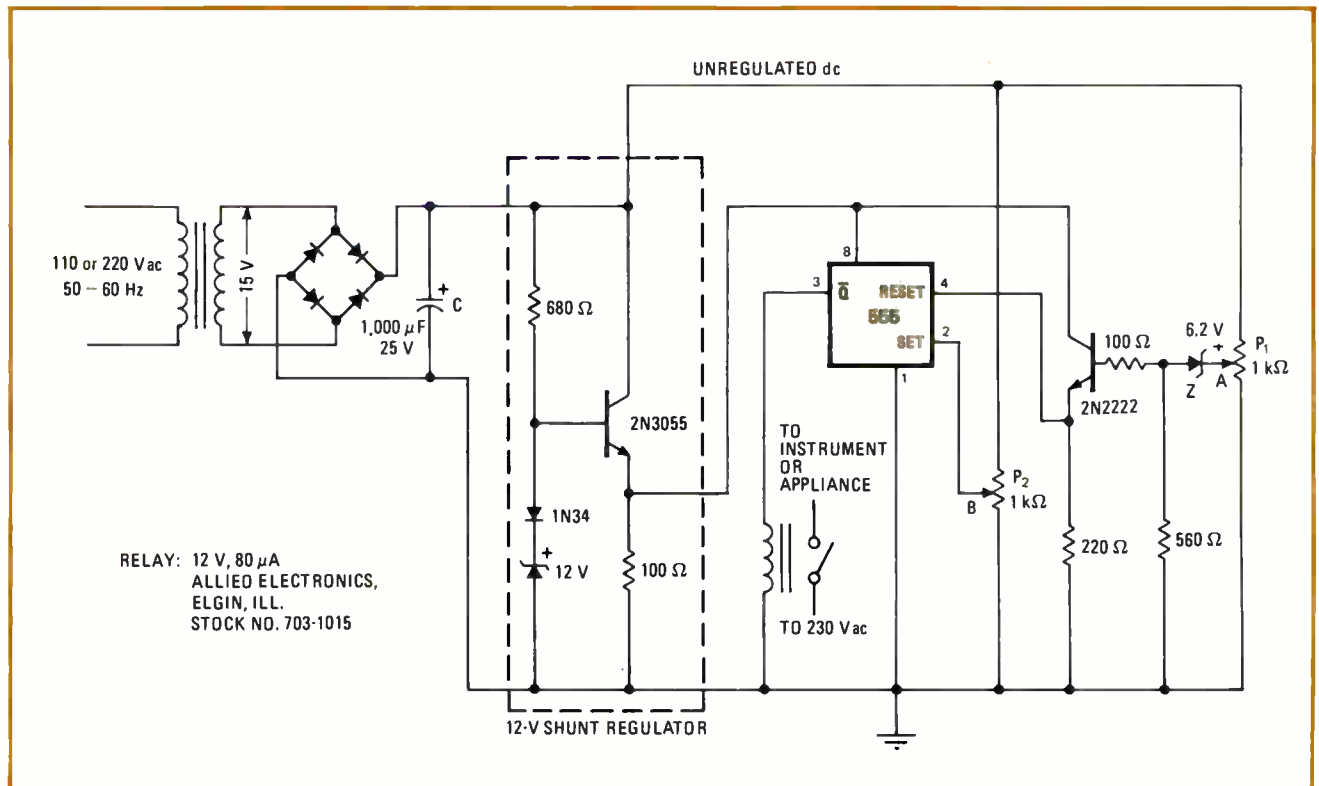 UNREGULATED dc
110 or 220 Vac
50 – 60 Hz
15 V
+
C
1,000 μF
25 V
680 Ω
2N3055
1N34
+
12 V
100 Ω
12-V SHUNT REGULATOR
RELAY: 12 V, 80 μA
ALLIED ELECTRONICS,
ELGIN, ILL.
STOCK NO. 703-1015
8
3
Q̅
RESET
4
555
SET
2
1
TO
INSTRUMENT
OR
APPLIANCE
TO 230 Vac
B
P₂
1 kΩ
100 Ω
2N2222
220 Ω
560 Ω
6.2 V
+
Z
A
P₁
1 kΩ